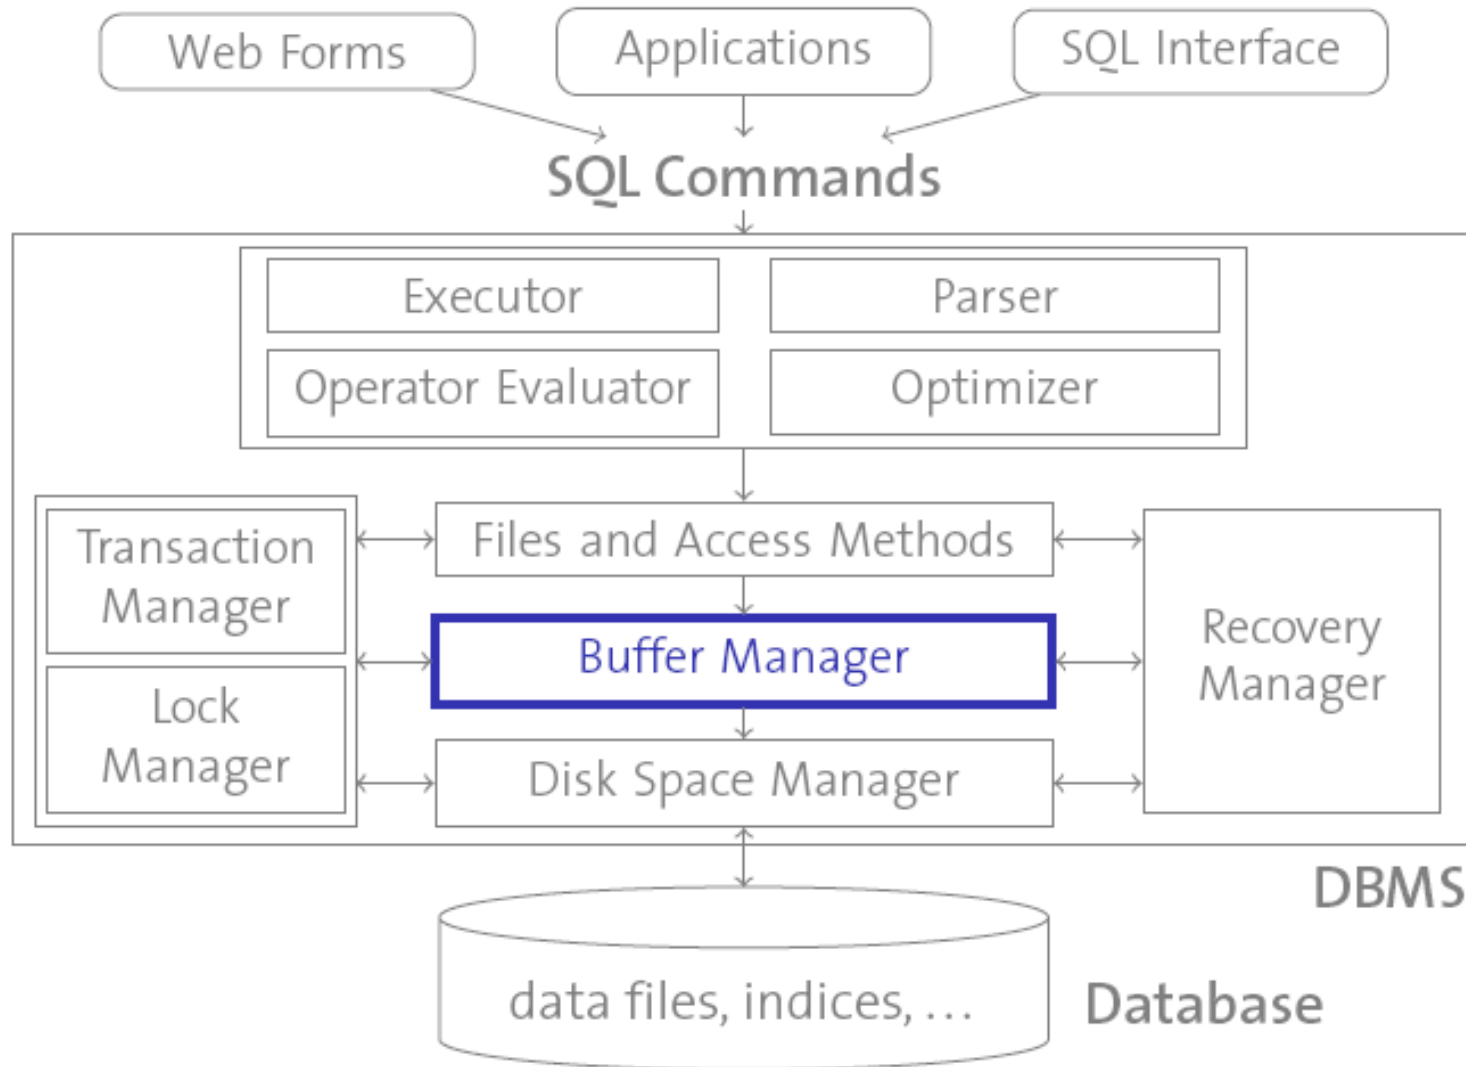 Web Forms
Applications
SQL Interface
SQL Commands
Executor
Parser
Operator Evaluator
Optimizer
Transaction
Manager
Files and Access Methods
Buffer Manager
Recovery
Manager
Lock
Manager
Disk Space Manager
DBMS
data files, indices, …
Database